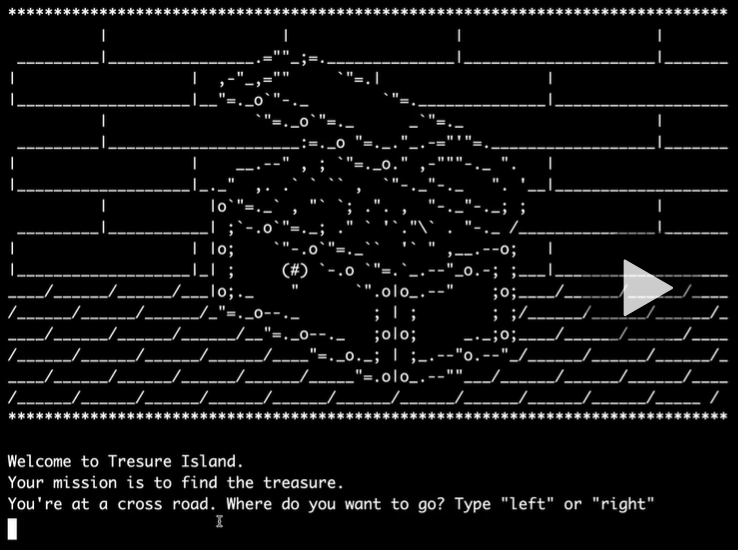 Welcome to Tresure Island.
Your mission is to find the treasure.
You're at a cross road. Where do you want to go? Type "left" or "right"